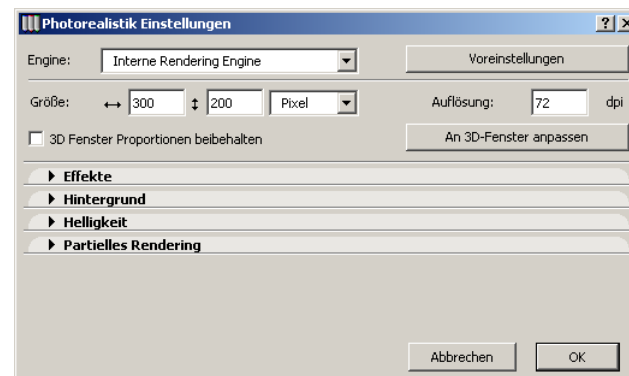 Photorealistik Einstellungen
Engine: Interne Rendering Engine Voreinstellungen
Größe: 300 200 Pixel Auflösung: 72 dpi
3D Fenster Proportionen beibehalten An 3D-Fenster anpassen
Effekte
Hintergrund
Helligkeit
Partielles Rendering
Abbrechen OK